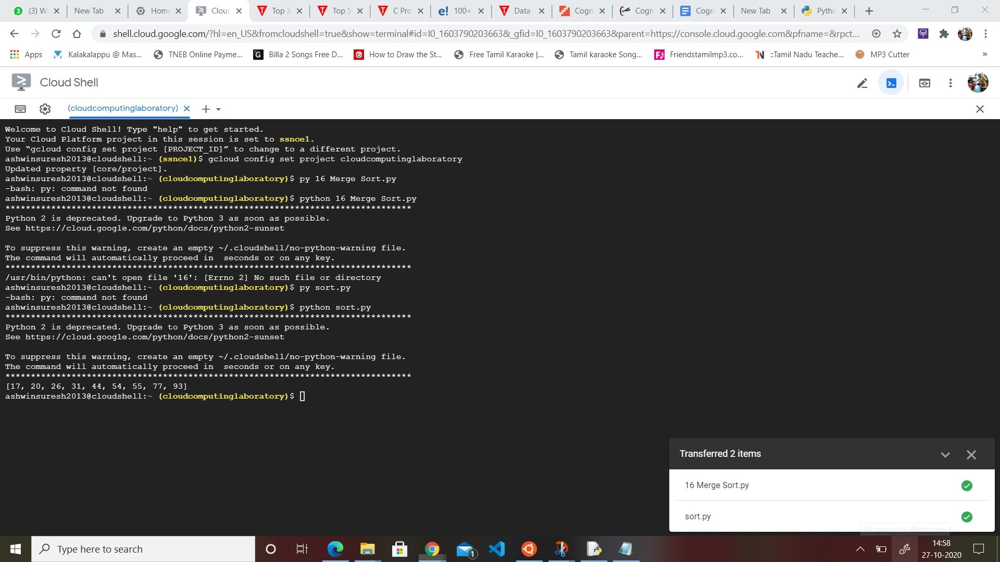 (3) W
New Tab
Home
Clou
Top 3
Top 5
C Pro
100+
Data
Cogn
Cogn
Cogn
New Tab
Pytho
shell.cloud.google.com/?hl=en_US&fromcloudshell=true&show=terminal#id=I0_1603790203663&_gfid=I0_1603790203663&parent=https://console.cloud.google.com&pfname=&rpct...
Apps
Kalakalappu @ Mas...
TNEB Online Payme...
Billa 2 Songs Free D...
How to Draw the St...
Free Tamil Karaoke |...
Tamil karaoke Song...
Friendstamilmp3.co...
::Tamil Nadu Teache...
MP3 Cutter
»
Cloud Shell
(cloudcomputinglaboratory)
Welcome to Cloud Shell! Type "help" to get started.
Your Cloud Platform project in this session is set to ssnce1.
Use “gcloud config set project [PROJECT_ID]” to change to a different project.
ashwinsuresh2013@cloudshell:~ (ssnce1)$ gcloud config set project cloudcomputinglaboratory
Updated property [core/project].
ashwinsuresh2013@cloudshell:~ (cloudcomputinglaboratory)$ py 16 Merge Sort.py
-bash: py: command not found
ashwinsuresh2013@cloudshell:~ (cloudcomputinglaboratory)$ python 16 Merge Sort.py
********************************************************************************
Python 2 is deprecated. Upgrade to Python 3 as soon as possible.
See https://cloud.google.com/python/docs/python2-sunset
To suppress this warning, create an empty ~/.cloudshell/no-python-warning file.
The command will automatically proceed in  seconds or on any key.
********************************************************************************
/usr/bin/python: can't open file '16': [Errno 2] No such file or directory
ashwinsuresh2013@cloudshell:~ (cloudcomputinglaboratory)$ py sort.py
-bash: py: command not found
ashwinsuresh2013@cloudshell:~ (cloudcomputinglaboratory)$ python sort.py
********************************************************************************
Python 2 is deprecated. Upgrade to Python 3 as soon as possible.
See https://cloud.google.com/python/docs/python2-sunset
To suppress this warning, create an empty ~/.cloudshell/no-python-warning file.
The command will automatically proceed in  seconds or on any key.
********************************************************************************
[17, 20, 26, 31, 44, 54, 55, 77, 93]
ashwinsuresh2013@cloudshell:~ (cloudcomputinglaboratory)$
Transferred 2 items
16 Merge Sort.py
sort.py
Windows Ink Workspace
Type here to search
1
14:58
27-10-2020